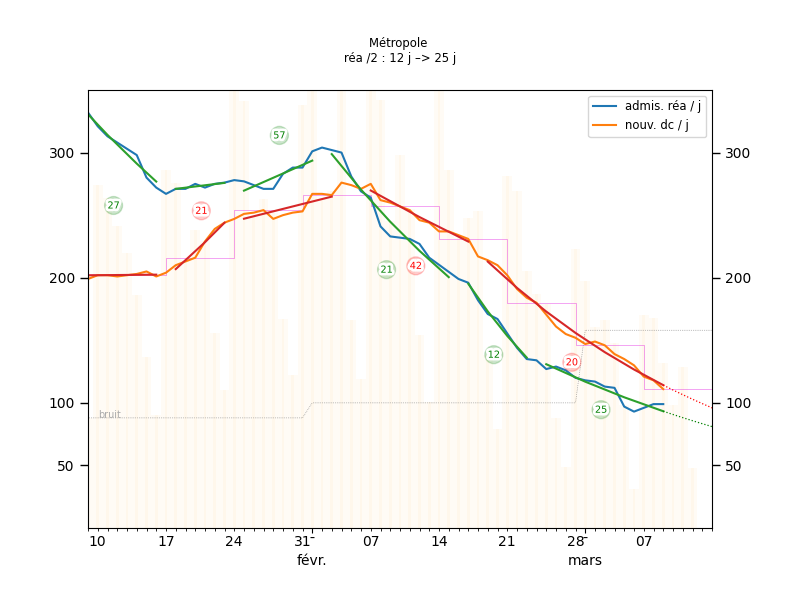 Métropole
réa /2 : 12 j –> 25 j
admis. réa / j
nouv. dc / j
300
200
100
50
300
200
100
50
57
27
21
21
42
12
20
25
bruit
10 17 24 31 07 14 21 28 07
févr. mars